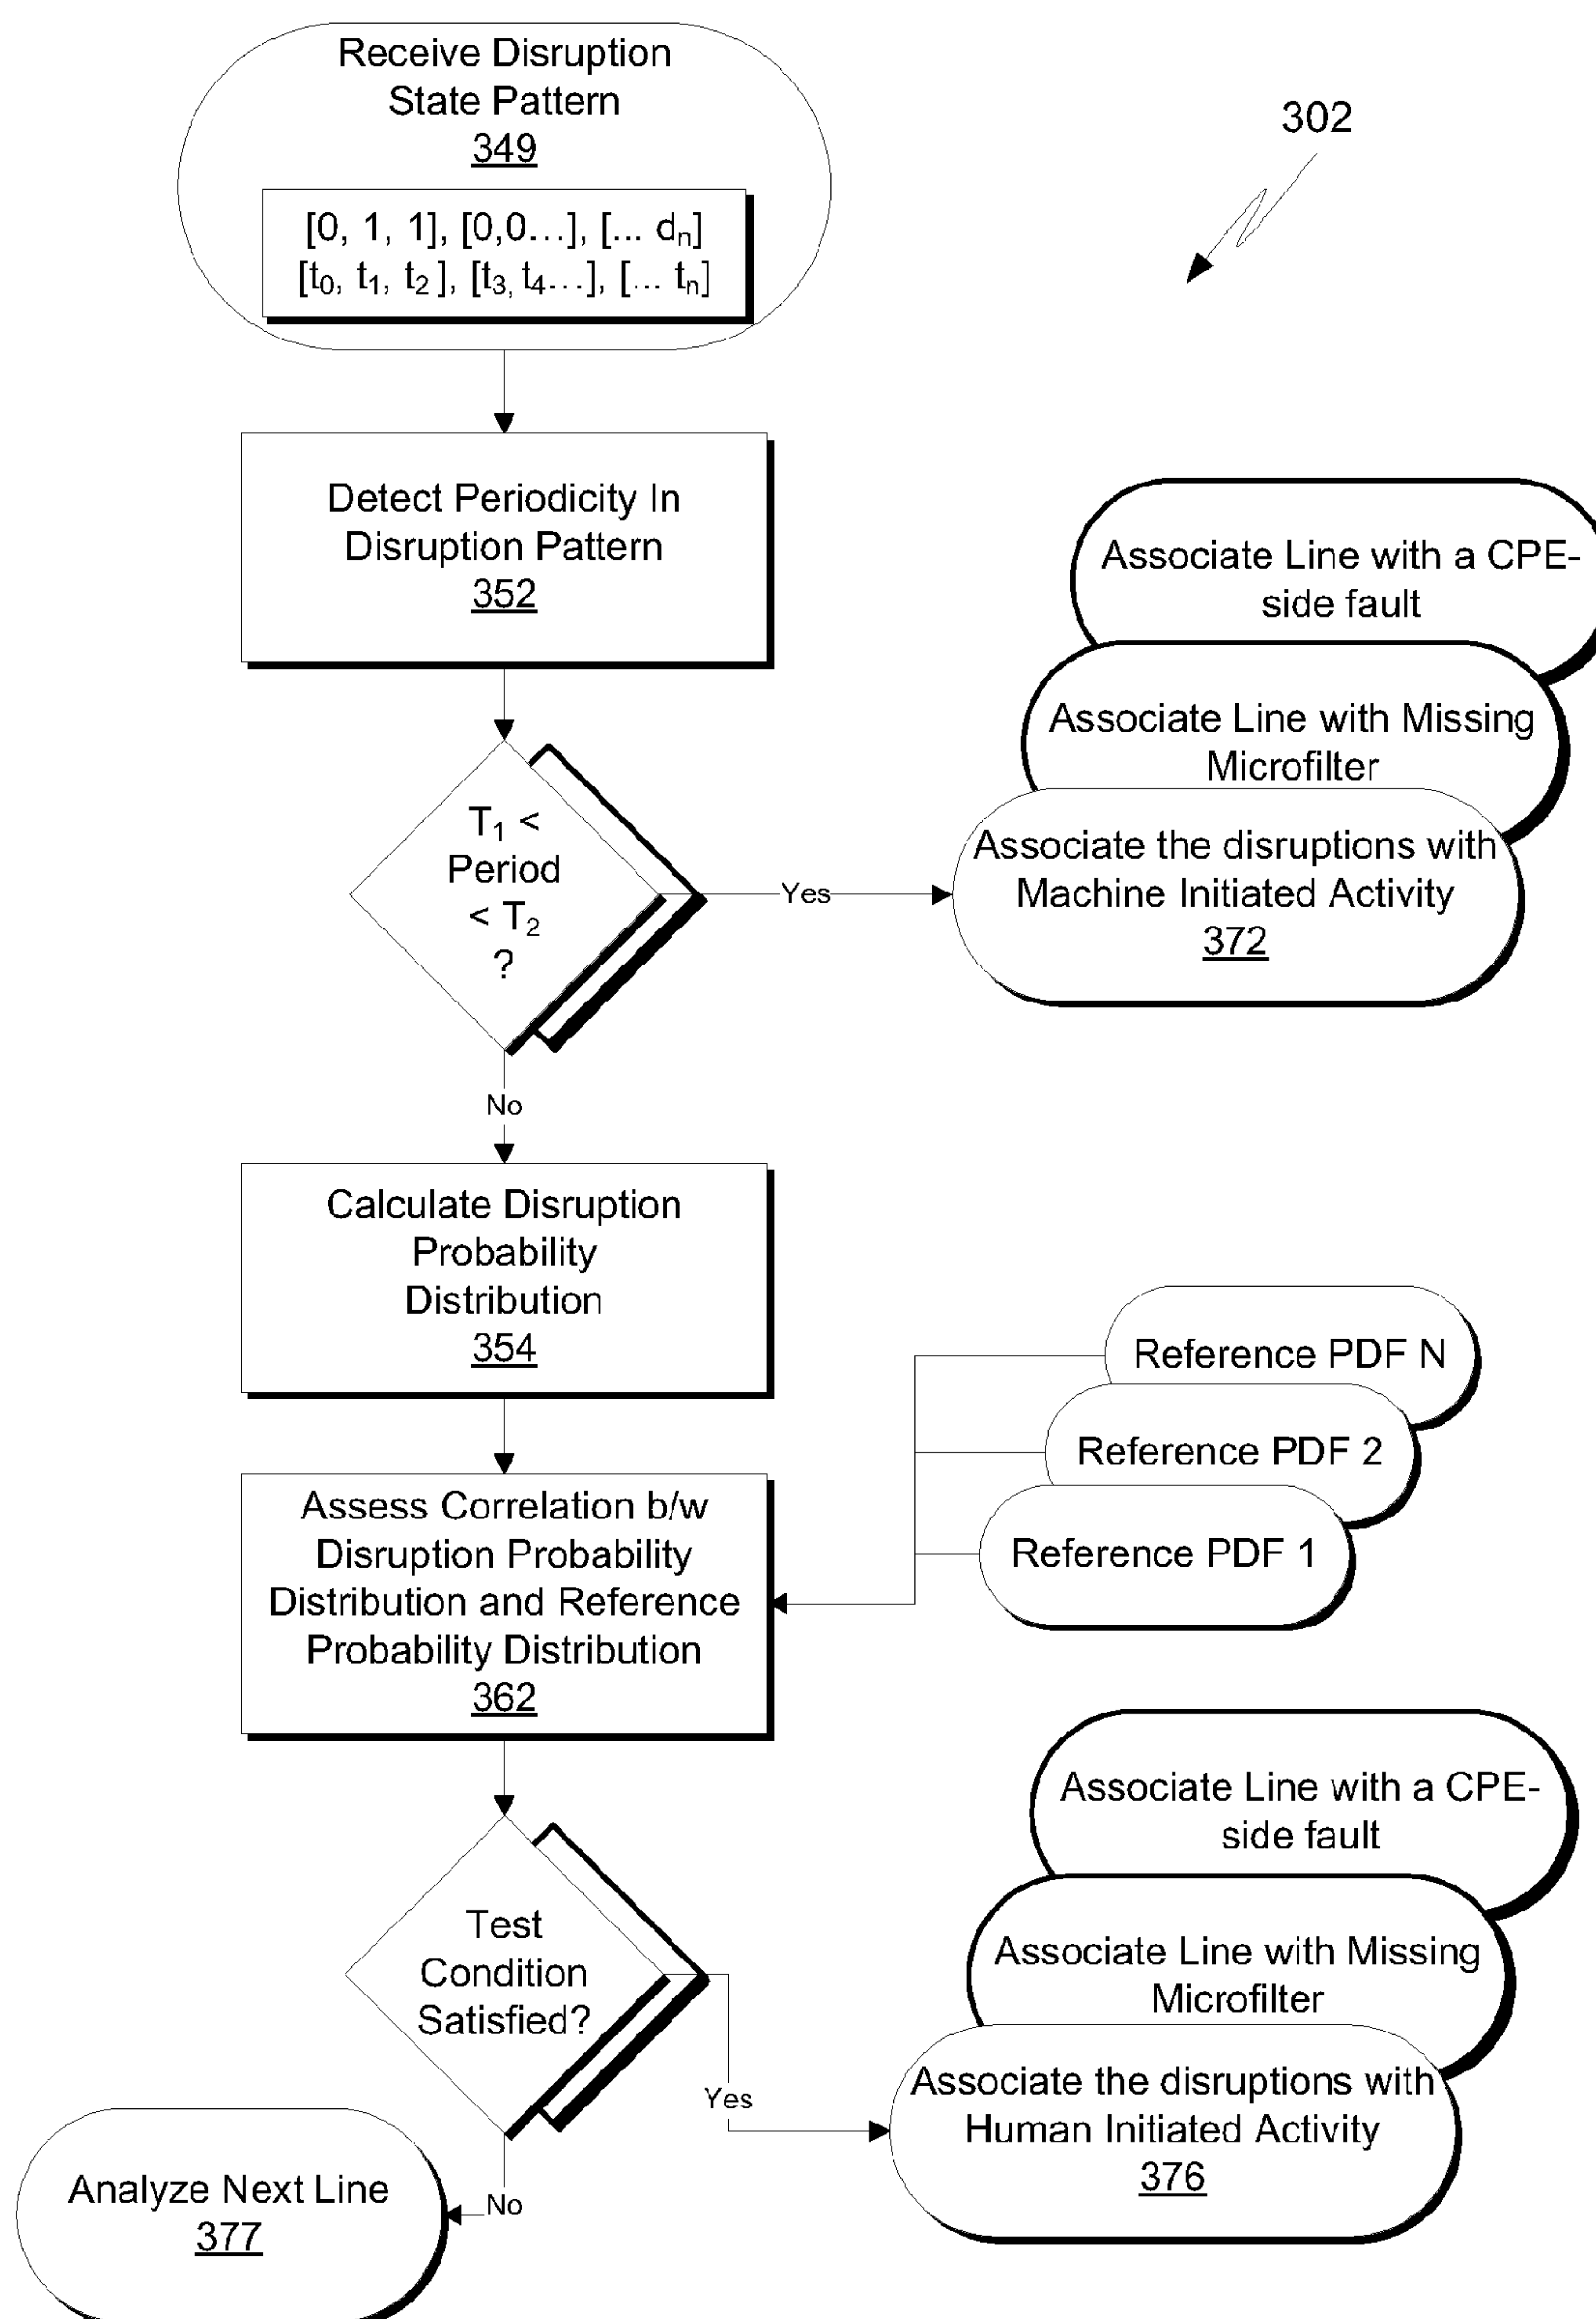 Receive Disruption
State Pattern
349
[0, 1, 1], [0,0...], [... dn]
[t0, t1, t2 ], [t3, t4...], [... tn]
302
Detect Periodicity In
Disruption Pattern
352
Associate Line with a CPE-
side fault
Associate Line with Missing
Microfilter
Associate the disruptions with
Machine Initiated Activity
372
T1 <
Period
< T2
?
Yes
No
Calculate Disruption
Probability
Distribution
354
Reference PDF N
Reference PDF 2
Reference PDF 1
Assess Correlation b/w
Disruption Probability
Distribution and Reference
Probability Distribution
362
Associate Line with a CPE-
side fault
Associate Line with Missing
Microfilter
Associate the disruptions with
Human Initiated Activity
376
Test
Condition
Satisfied?
Yes
No
Analyze Next Line
377